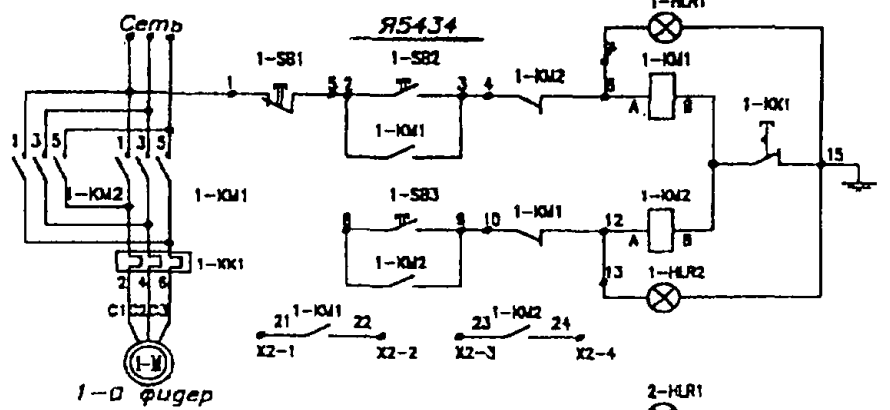 Сеть
Я5434
1-HLR1
1-SB1
1-SB2
1-KM2
1-KM1
1-KK1
1
5
2
3
4
A
B
15
1-KM1
1 3 5
1 3 5
1-KM2
1-KM1
1-SB3
1-KM1
1-KM2
8
9
10
12
A
B
1-KK1
1-KM2
13
1-HLR2
2 4 6
C1 C2 C3
1-KM1
21
22
X2-1
X2-2
1-KM2
23
24
X2-3
X2-4
1-M
1-й фидер
2-HLR1